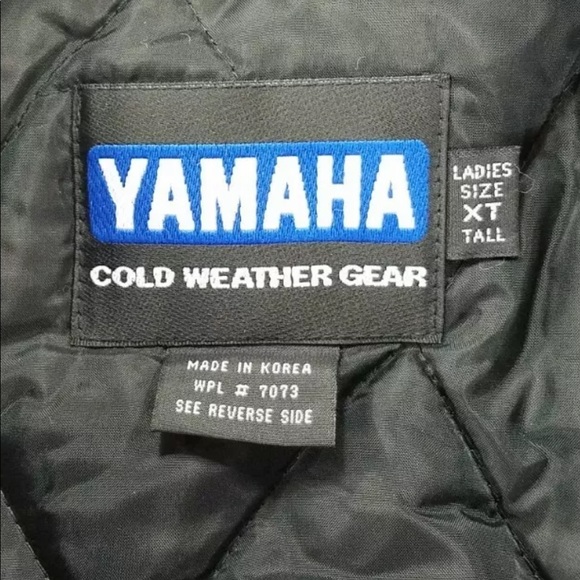 YAMAHA
COLD WEATHER GEAR
LADIES
SIZE
XT
TALL
MADE IN KOREA
WPL # 7073
SEE REVERSE SIDE